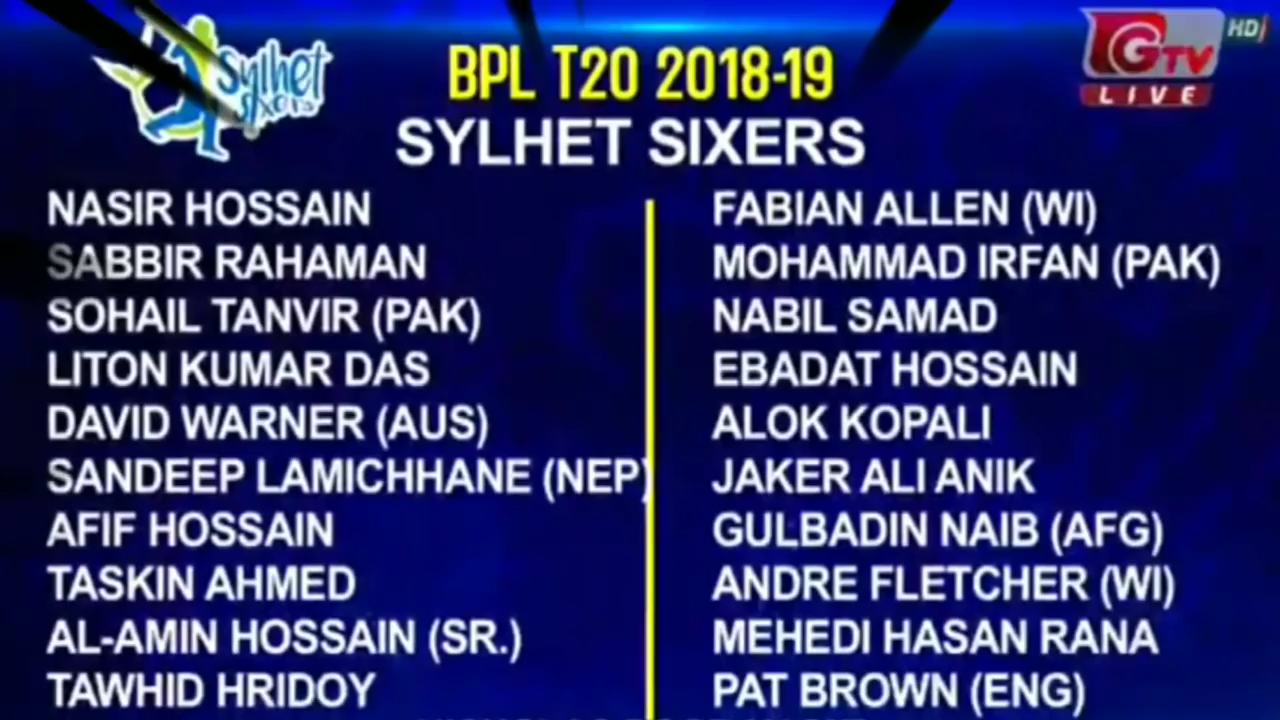 Sylhet
SIXERS
BPL T20 2018-19
SYLHET SIXERS
GTV
HD
LIVE
NASIR HOSSAIN
SABBIR RAHAMAN
SOHAIL TANVIR (PAK)
LITON KUMAR DAS
DAVID WARNER (AUS)
SANDEEP LAMICHHANE (NEP)
AFIF HOSSAIN
TASKIN AHMED
AL-AMIN HOSSAIN (SR.)
TAWHID HRIDOY
FABIAN ALLEN (WI)
MOHAMMAD IRFAN (PAK)
NABIL SAMAD
EBADAT HOSSAIN
ALOK KOPALI
JAKER ALI ANIK
GULBADIN NAIB (AFG)
ANDRE FLETCHER (WI)
MEHEDI HASAN RANA
PAT BROWN (ENG)